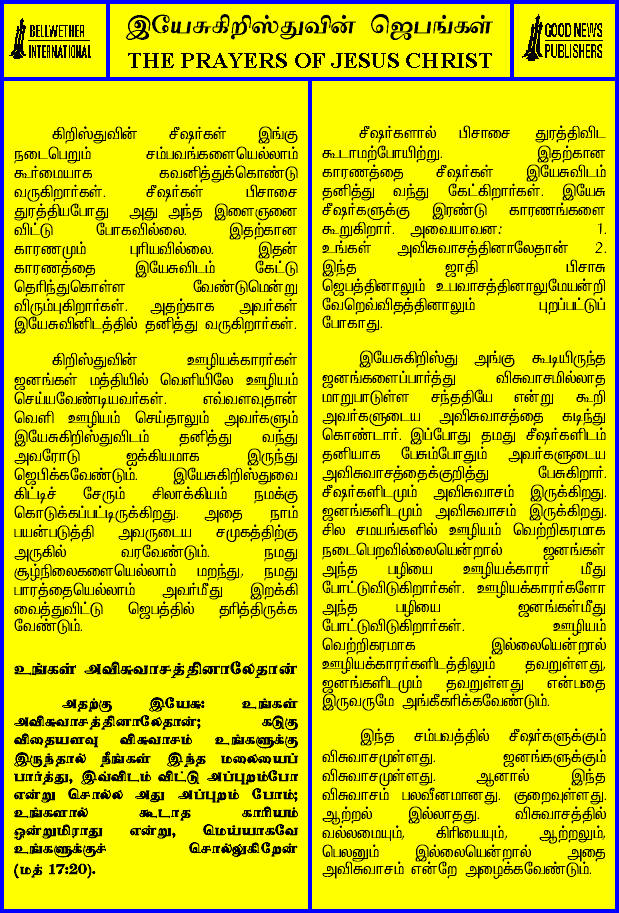 BELLWETHER
INTERNATIONAL
இயேசுகிறிஸ்துவின் ஜெபங்கள்
THE PRAYERS OF JESUS CHRIST
GOOD NEWS
PUBLISHERS
கிறிஸ்துவின் சீஷர்கள் இங்கு
நடைபெறும் சம்பவங்களையெல்லாம்
கூர்மையாக கவனித்துக்கொண்டு
வருகிறார்கள். சீஷர்கள் பிசாசை
துரத்தியபோது அது அந்த இளைஞனை
விட்டு போகவில்லை. இதற்கான
காரணமும் புரியவில்லை. இதன்
காரணத்தை இயேசுவிடம் கேட்டு
தெரிந்துகொள்ள வேண்டுமென்று
விரும்புகிறார்கள். அதற்காக அவர்கள்
இயேசுவினிடத்தில் தனித்து வருகிறார்கள்.
கிறிஸ்துவின் ஊழியக்காரர்கள்
ஜனங்கள் மத்தியில் வெளியிலே ஊழியம்
செய்யவேண்டியவர்கள். எவ்வளவுதான்
வெளி ஊழியம் செய்தாலும் அவர்களும்
இயேசுகிறிஸ்துவிடம் தனித்து வந்து
அவரோடு ஐக்கியமாக இருந்து
ஜெபிக்கவேண்டும். இயேசுகிறிஸ்துவை
கிட்டிச் சேரும் சிலாக்கியம் நமக்கு
கொடுக்கப்பட்டிருக்கிறது. அதை நாம்
பயன்படுத்தி அவருடைய சமுகத்திற்கு
அருகில் வரவேண்டும். நமது
சூழ்நிலைகளையெல்லாம் மறந்து, நமது
பாரத்தையெல்லாம் அவர்மீது இறக்கி
வைத்துவிட்டு ஜெபத்தில் தரித்திருக்க
வேண்டும்.
உங்கள் அவிசுவாசத்தினாலேதான்
அதற்கு இயேசு: உங்கள்
அவிசுவாசத்தினாலேதான்; கடுகு
விதையளவு விசுவாசம் உங்களுக்கு
இருந்தால் நீங்கள் இந்த மலையைப்
பார்த்து, இவ்விடம் விட்டு அப்புறம்போ
என்று சொல்ல அது அப்புறம் போம்;
உங்களால் கூடாத காரியம்
ஒன்றுமிராது என்று, மெய்யாகவே
உங்களுக்குச் சொல்லுகிறேன்
(மத் 17:20).
சீஷர்களால் பிசாசை துரத்திவிட
கூடாமற்போயிற்று. இதற்கான
காரணத்தை சீஷர்கள் இயேசுவிடம்
தனித்து வந்து கேட்கிறார்கள். இயேசு
சீஷர்களுக்கு இரண்டு காரணங்களை
கூறுகிறார். அவையாவன: 1.
உங்கள் அவிசுவாசத்தினாலேதான் 2.
இந்த ஜாதி பிசாசு
ஜெபத்தினாலும் உபவாசத்தினாலுமேயன்றி
வேறெவ்விதத்தினாலும் புறப்பட்டுப்
போகாது.
இயேசுகிறிஸ்து அங்கு கூடியிருந்த
ஜனங்களைப்பார்த்து விசுவாசமில்லாத
மாறுபாடுள்ள சந்ததியே என்று கூறி
அவர்களுடைய அவிசுவாசத்தை கடிந்து
கொண்டார். இப்போது தமது சீஷர்களிடம்
தனியாக பேசும்போதும் அவர்களுடைய
அவிசுவாசத்தைக்குறித்து பேசுகிறார்.
சீஷர்களிடமும் அவிசுவாசம் இருக்கிறது.
ஜனங்களிடமும் அவிசுவாசம் இருக்கிறது.
சில சமயங்களில் ஊழியம் வெற்றிகரமாக
நடைபெறவில்லையென்றால் ஜனங்கள்
அந்த பழியை ஊழியக்காரர் மீது
போட்டுவிடுகிறார்கள். ஊழியக்காரர்களோ
அந்த பழியை ஜனங்கள்மீது
போட்டுவிடுகிறார்கள். ஊழியம்
வெற்றிகரமாக இல்லையென்றால்
ஊழியக்காரர்களிடத்திலும் தவறுள்ளது,
ஜனங்களிடமும் தவறுள்ளது என்பதை
இருவருமே அங்கீகரிக்கவேண்டும்.
இந்த சம்பவத்தில் சீஷர்களுக்கும்
விசுவாசமுள்ளது. ஜனங்களுக்கும்
விசுவாசமுள்ளது. ஆனால் இந்த
விசுவாசம் பலவீனமானது. குறைவுள்ளது.
ஆற்றல் இல்லாதது. விசுவாசத்தில்
வல்லமையும், கிரியையும், ஆற்றலும்,
பெலனும் இல்லையென்றால் அதை
அவிசுவாசம் என்றே அழைக்கவேண்டும்.